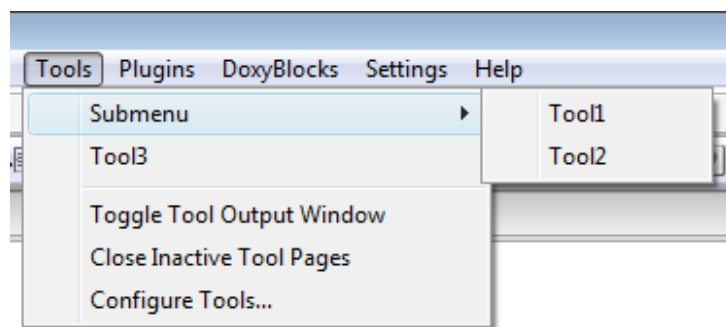 Tools Plugins DoxyBlocks Settings Help
Submenu Tool1
Tool3 Tool2
Toggle Tool Output Window
Close Inactive Tool Pages
Configure Tools...